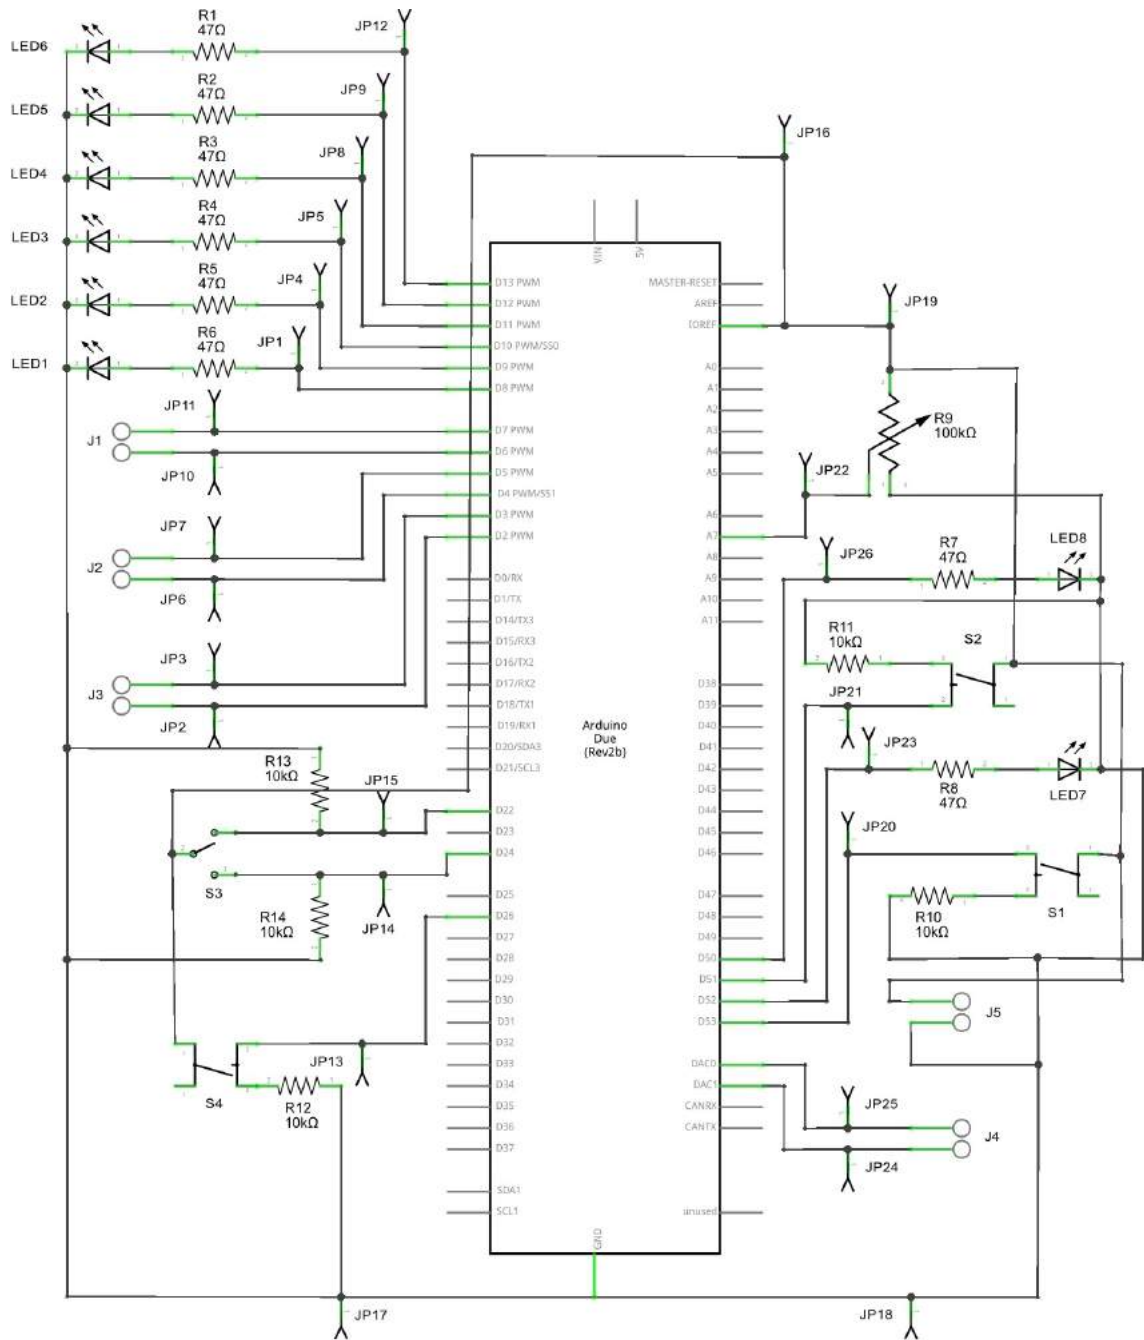 LED6
R1
47Ω
JP12
LED5
R2
47Ω
JP9
LED4
R3
47Ω
JP8
LED3
R4
47Ω
JP5
LED2
R5
47Ω
JP4
LED1
R6
47Ω
JP1
JP11
J1
JP10
JP7
J2
JP6
JP3
J3
JP2
R13
10kΩ
JP15
S3
R14
10kΩ
JP14
JP13
S4
R12
10kΩ
JP17
VIN
5V
D13 PWM
D12 PWM
D11 PWM
D10 PWM/SS0
D9 PWM
D8 PWM
D7 PWM
D6 PWM
D5 PWM
D4 PWM/SS1
D3 PWM
D2 PWM
D0/RX
D1/TX
D14/TX3
D15/RX3
D16/TX2
D17/RX2
D18/TX1
D19/RX1
D20/SDA3
D21/SCL3
D22
D23
D24
D25
D26
D27
D28
D29
D30
D31
D32
D33
D34
D35
D36
D37
SDA1
SCL1
Arduino
Due
(Rev2b)
GND
MASTER-RESET
AREF
IOREF
A0
A1
A2
A3
A4
A5
A6
A7
A8
A9
A10
A11
D38
D39
D40
D41
D42
D43
D44
D45
D46
D47
D48
D49
D50
D51
D52
D53
DAC0
DAC1
CANRX
CANTX
unused
JP16
JP19
R9
100kΩ
JP22
JP26
R7
47Ω
LED8
R11
10kΩ
S2
JP21
JP23
R8
47Ω
LED7
JP20
R10
10kΩ
S1
J5
JP25
J4
JP24
JP18